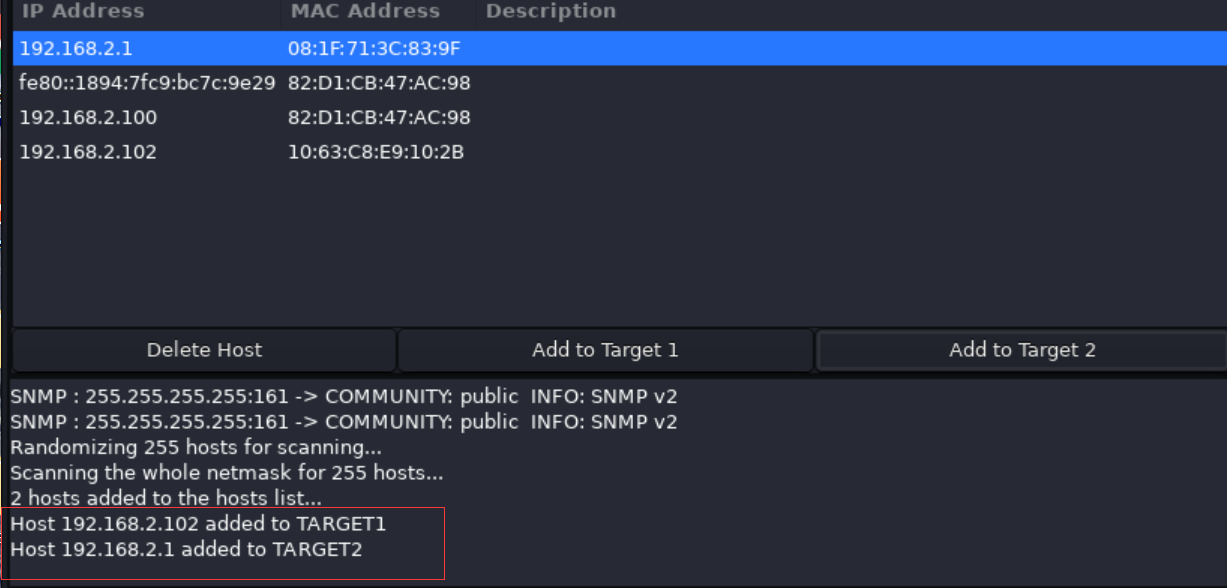 IP Address MAC Address Description
192.168.2.1 08:1F:71:3C:83:9F
fe80::1894:7fc9:bc7c:9e29 82:D1:CB:47:AC:98
192.168.2.100 82:D1:CB:47:AC:98
192.168.2.102 10:63:C8:E9:10:2B
Delete Host Add to Target 1 Add to Target 2
SNMP : 255.255.255.255:161 -> COMMUNITY: public INFO: SNMP v2
SNMP : 255.255.255.255:161 -> COMMUNITY: public INFO: SNMP v2
Randomizing 255 hosts for scanning...
Scanning the whole netmask for 255 hosts...
2 hosts added to the hosts list...
Host 192.168.2.102 added to TARGET1
Host 192.168.2.1 added to TARGET2